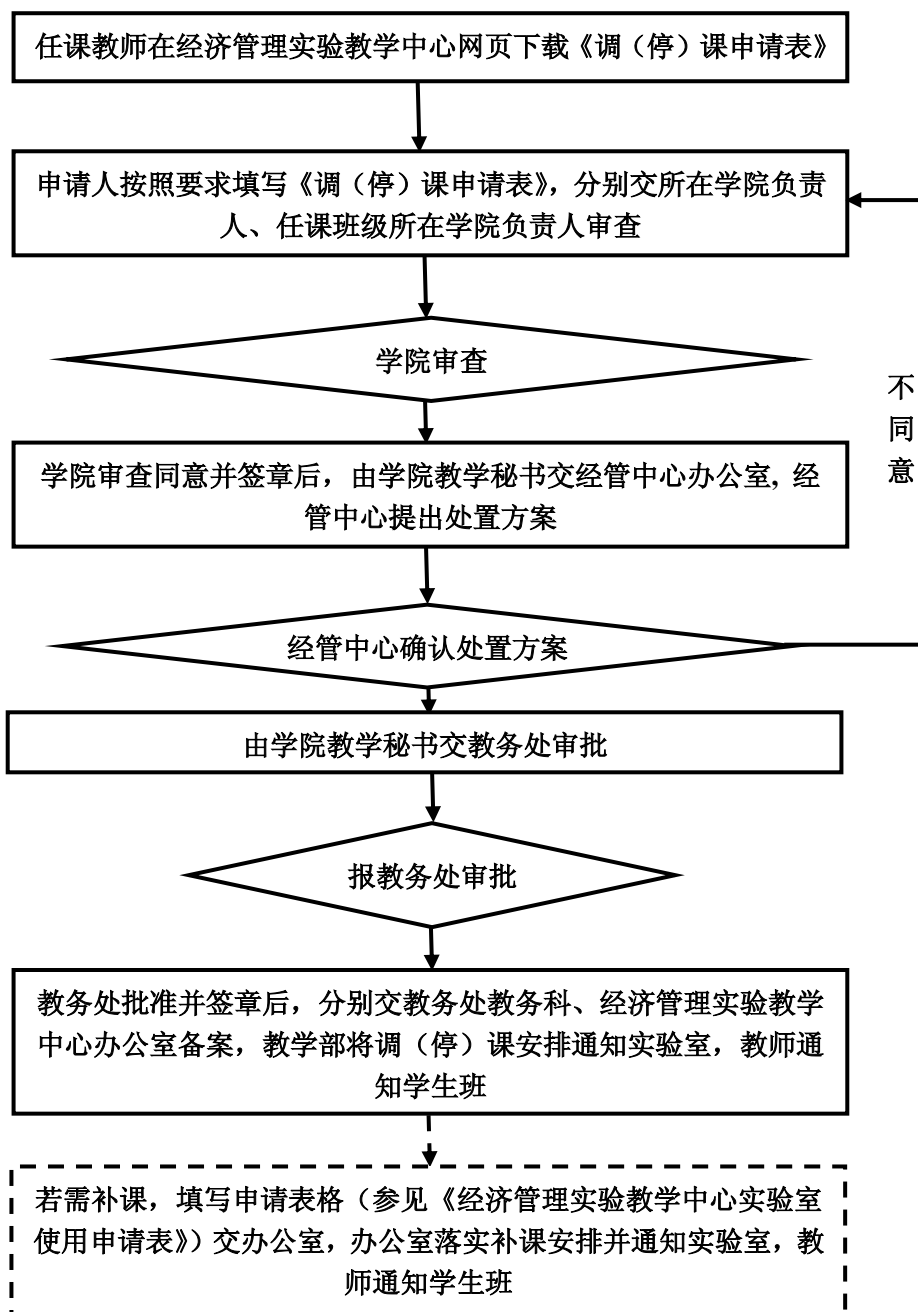 任课教师在经济管理实验教学中心网页下载《调（停）课申请表》
申请人按照要求填写《调（停）课申请表》，分别交所在学院负责
人、任课班级所在学院负责人审查
学院审查
不
同
意
学院审查同意并签章后，由学院教学秘书交经管中心办公室，经
管中心提出处置方案
经管中心确认处置方案
由学院教学秘书交教务处审批
报教务处审批
教务处批准并签章后，分别交教务处教务科、经济管理实验教学
中心办公室备案，教学部将调（停）课安排通知实验室，教师通
知学生班
若需补课，填写申请表格（参见《经济管理实验教学中心实验室
使用申请表》）交办公室，办公室落实补课安排并通知实验室，教
师通知学生班